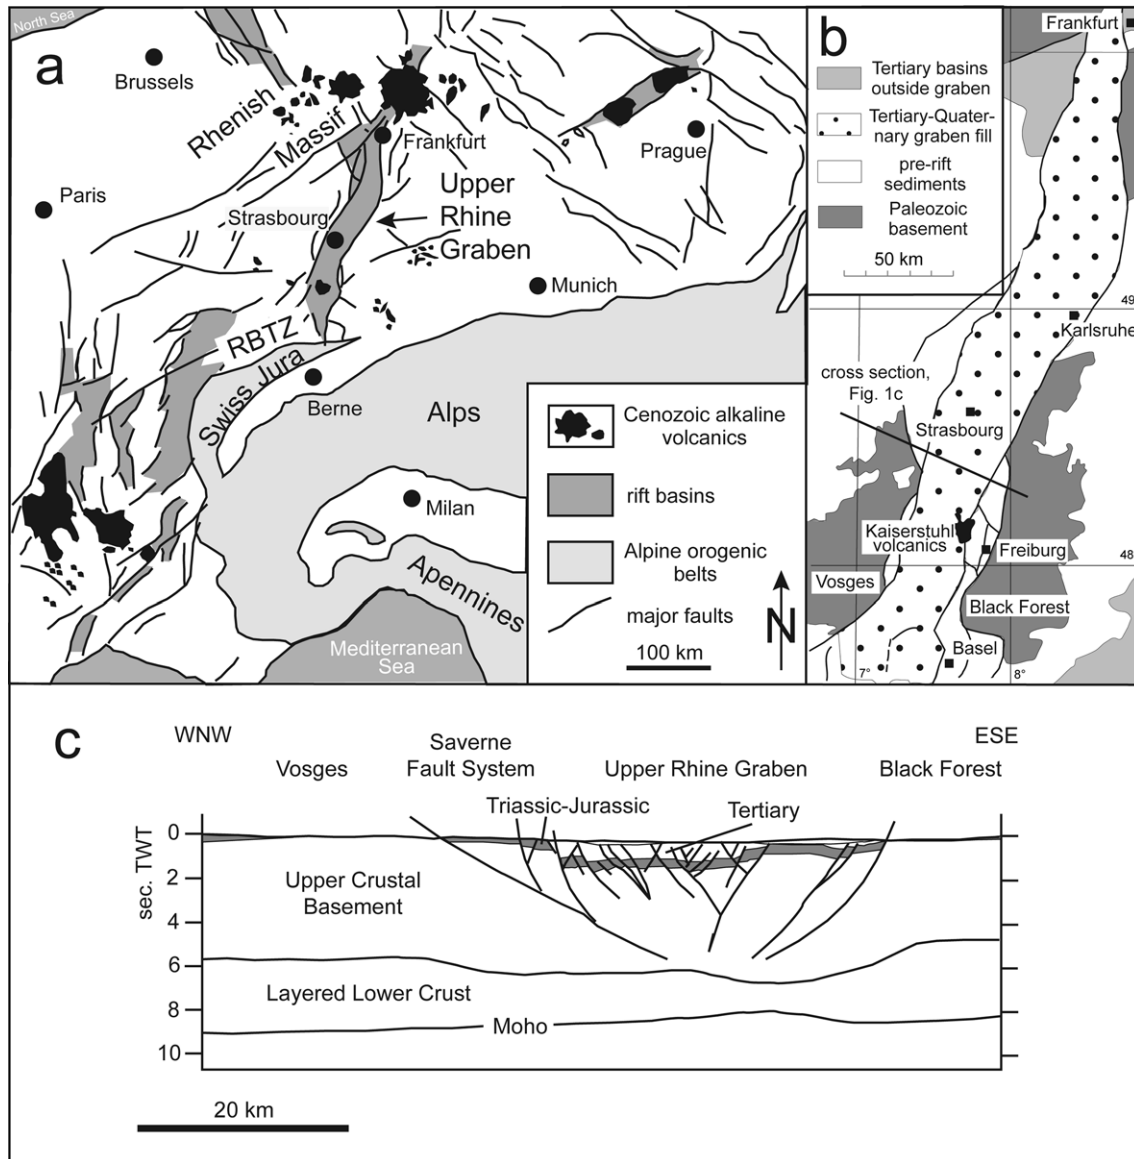 North Sea
a
Brussels
Rhenish
Massif
Frankfurt
Prague
Paris
Strasbourg
Upper
Rhine
Graben
Munich
RBTZ
Swiss Jura
Berne
Alps
Milan
Apennines
Mediterranean
Sea
Cenozoic alkaline
volcanics
rift basins
Alpine orogenic
belts
major faults
100 km
N
b
Frankfurt
Tertiary basins
outside graben
Tertiary-Quater-
nary graben fill
pre-rift
sediments
Paleozoic
basement
50 km
49
Karlsruhe
cross section,
Fig. 1c
Strasbourg
Kaiserstuhl
volcanics
Freiburg
48
Vosges
Black Forest
Basel
7°
8°
c
WNW
ESE
Vosges
Saverne
Fault System
Upper Rhine Graben
Black Forest
Triassic-Jurassic
Tertiary
sec. TWT
0
2
4
6
8
10
Upper Crustal
Basement
Layered Lower Crust
Moho
20 km